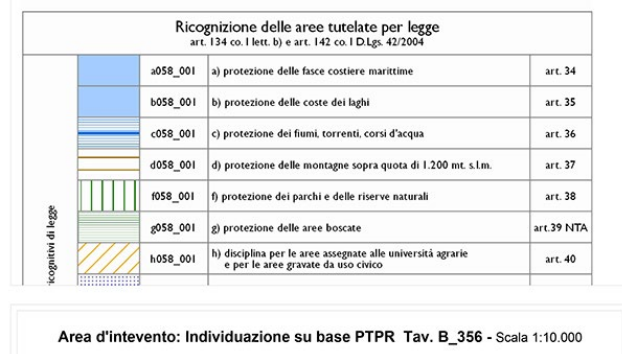 Ricognizione delle aree tutelate per legge
art. 134 co. I lett. b) e art. 142 co. I D.Lgs. 42/2004
a058_001 a) protezione delle fasce costiere marittime art. 34
b058_001 b) protezione delle coste dei laghi art. 35
c058_001 c) protezione dei fiumi, torrenti, corsi d'acqua art. 36
d058_001 d) protezione delle montagne sopra quota di 1.200 mt. s.l.m. art. 37
f058_001 f) protezione dei parchi e delle riserve naturali art. 38
g058_001 g) protezione delle aree boscate art.39 NTA
h058_001 h) disciplina per le aree assegnate alle università agrarie
e per le aree gravate da uso civico art. 40
ricognitivi di legge
Area d'intevento: Individuazione su base PTPR Tav. B_356 - Scala 1:10.000